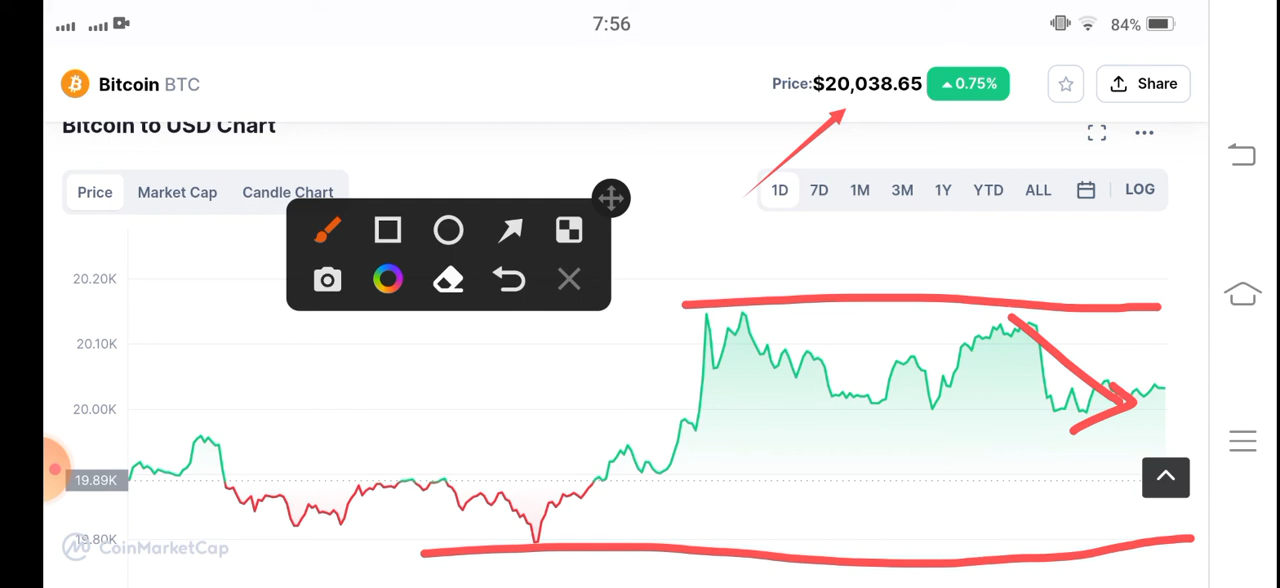 7:56
84%
Bitcoin BTC
Price:$20,038.65
0.75%
Share
Bitcoin to USD Chart
Price
Market Cap
Candle Chart
1D
7D
1M
3M
1Y
YTD
ALL
LOG
20.20K
20.10K
20.00K
19.89K
19.80K
CoinMarketCap